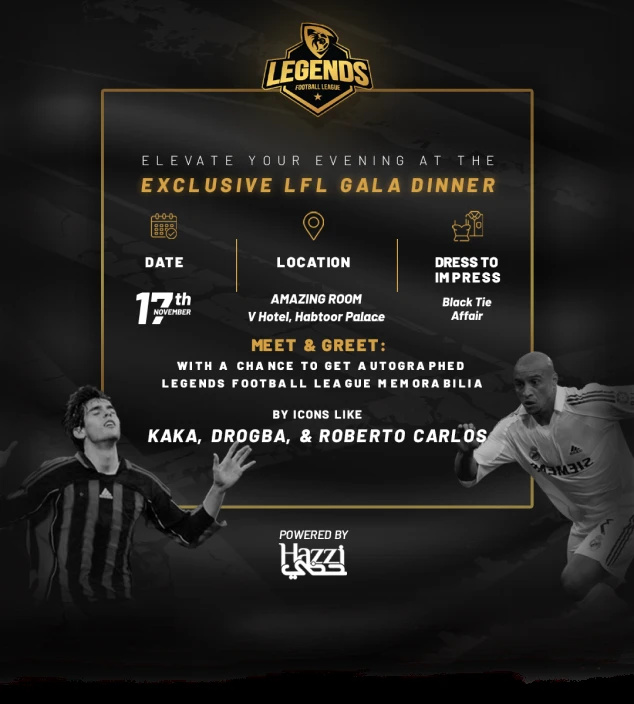 LEGENDS
FOOTBALL LEAGUE
ELEVATE YOUR EVENING AT THE
EXCLUSIVE LFL GALA DINNER
DATE
17th
NOVEMBER
LOCATION
AMAZING ROOM
V Hotel, Habtoor Palace
DRESS TO
IMPRESS
Black Tie
Affair
MEET & GREET:
WITH A CHANCE TO GET AUTOGRAPHED
LEGENDS FOOTBALL LEAGUE MEMORABILIA
BY ICONS LIKE
KAKA, DROGBA, & ROBERTO CARLOS
POWERED BY
Hazzi
SIEMENS